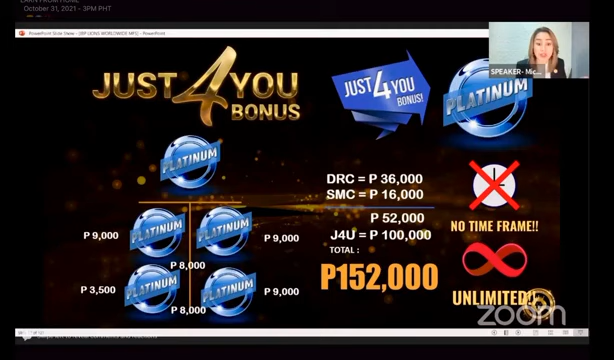 October 31, 2021 - 3PM PHT
PowerPoint Slide Show - [KP LIONS WORLDWIDE MFS] - PowerPoint
SPEAKER- Mic...
JUST 4 YOU
BONUS
JUST
4 YOU
BONUS!
PLATINUM
PLATINUM
DRC = P 36,000
SMC = P 16,000
P 52,000
J4U = P 100,000
TOTAL :
P152,000
NO TIME FRAME!!
UNLIMITED!!
P 9,000
PLATINUM
PLATINUM
P 9,000
P 8,000
P 3,500
PLATINUM
PLATINUM
P 9,000
P 8,000
zoom